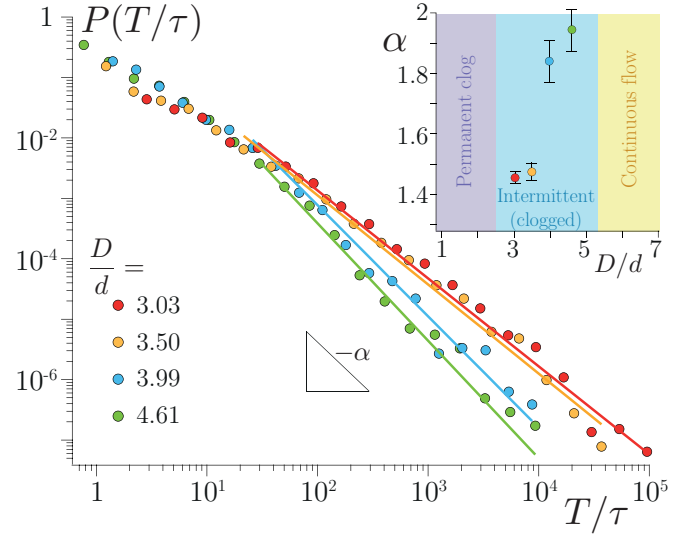 P(T/τ)
1
10⁻²
10⁻⁴
10⁻⁶
D/d =
3.03
3.50
3.99
4.61
−α
1
10¹
10²
10³
10⁴
10⁵
T/τ
α
2
1.8
1.6
1.4
Permanent clog
Intermittent
(clogged)
Continuous flow
1
3
5
7
D/d